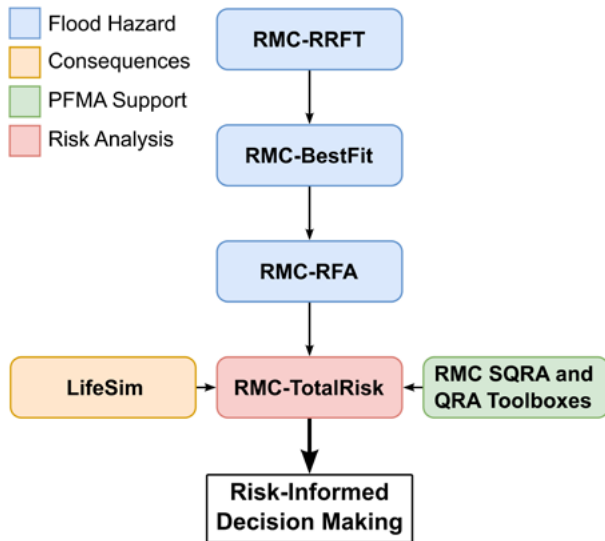 Flood Hazard
Consequences
PFMA Support
Risk Analysis
RMC-RRFT
RMC-BestFit
RMC-RFA
LifeSim
RMC-TotalRisk
RMC SQRA and
QRA Toolboxes
Risk-Informed
Decision Making